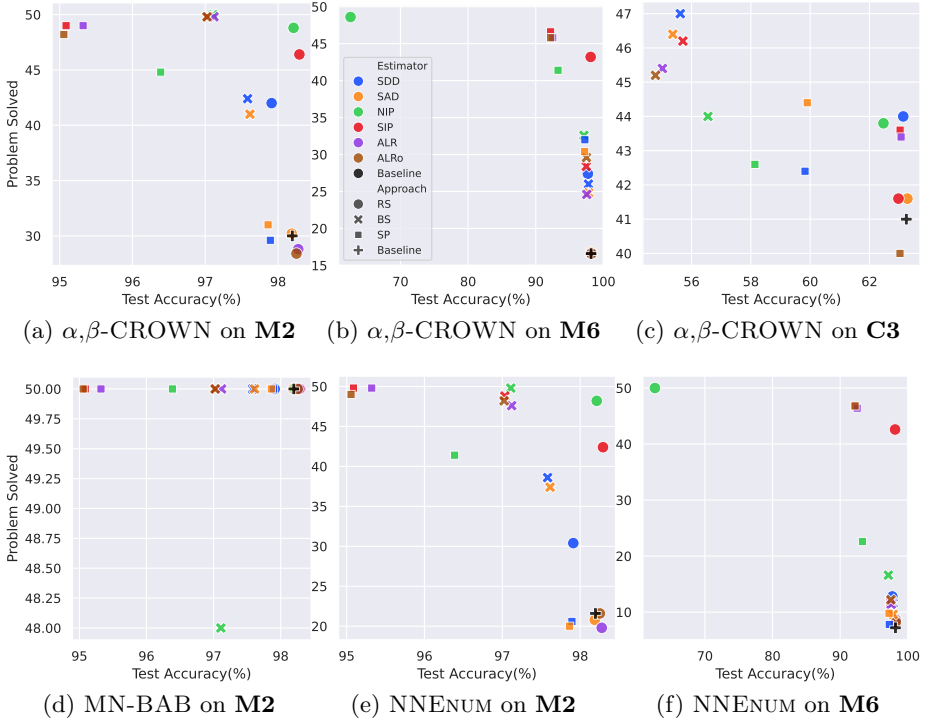 50
45
40
35
30
Problem Solved
95
96
97
98
Test Accuracy(%)
(a) α,β-CROWN on M2
50
45
40
35
30
25
20
15
Estimator
SDD
SAD
NIP
SIP
ALR
ALRo
Baseline
Approach
RS
BS
SP
Baseline
70
80
90
100
Test Accuracy(%)
(b) α,β-CROWN on M6
47
46
45
44
43
42
41
40
56
58
60
62
Test Accuracy(%)
(c) α,β-CROWN on C3
50.00
49.75
49.50
49.25
49.00
48.75
48.50
48.25
48.00
Problem Solved
95
96
97
98
Test Accuracy(%)
(d) MN-BAB on M2
50
40
30
20
95
96
97
98
Test Accuracy(%)
(e) NNENUM on M2
50
40
30
20
10
70
80
90
100
Test Accuracy(%)
(f) NNENUM on M6